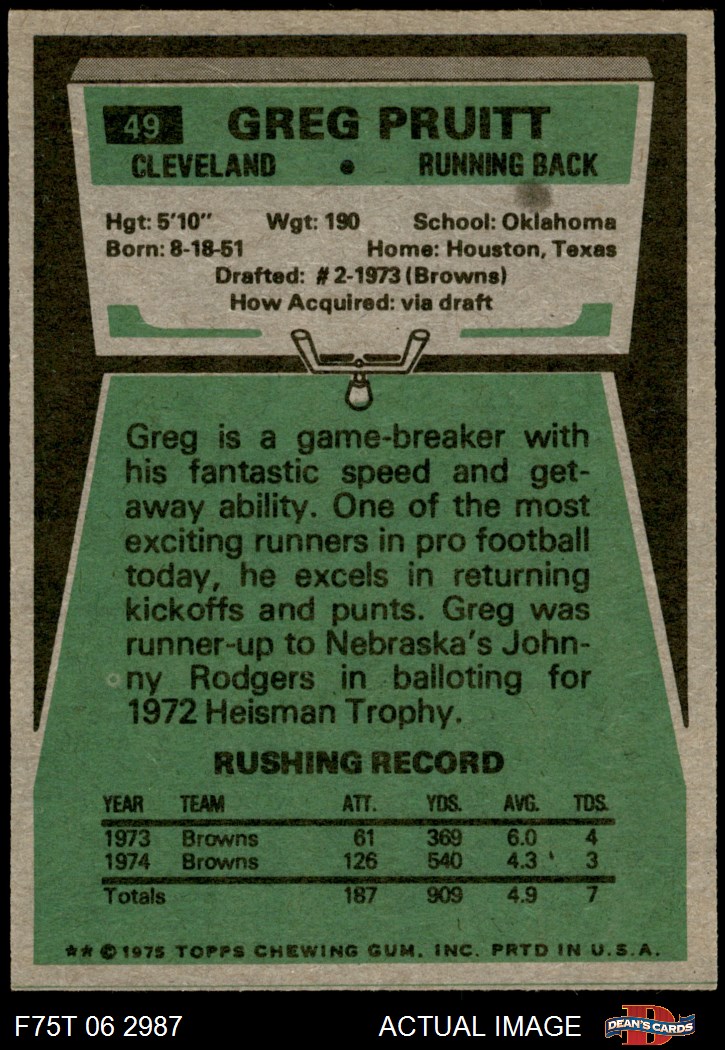 49 GREG PRUITT
CLEVELAND • RUNNING BACK
Hgt: 5'10" Wgt: 190 School: Oklahoma
Born: 8-18-51 Home: Houston, Texas
Drafted: #2-1973 (Browns)
How Acquired: via draft
Greg is a game-breaker with
his fantastic speed and get-
away ability. One of the most
exciting runners in pro football
today, he excels in returning
kickoffs and punts. Greg was
runner-up to Nebraska's John-
ny Rodgers in balloting for
1972 Heisman Trophy.
RUSHING RECORD
YEAR TEAM ATT. YDS. AVG. TDS.
1973 Browns 61 369 6.0 4
1974 Browns 126 540 4.3 3
Totals 187 909 4.9 7
** © 1975 TOPPS CHEWING GUM, INC. PRTD IN U.S.A.
F75T 06 2987 ACTUAL IMAGE D DEAN'S CARDS